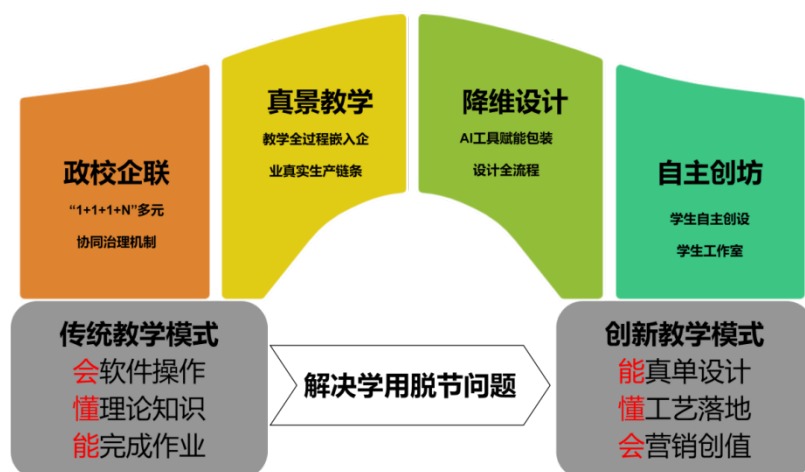 政校企联
“1+1+1+N”多元
协同治理机制
真景教学
教学全过程嵌入企
业真实生产链条
降维设计
AI工具赋能包装
设计全流程
自主创坊
学生自主创设
学生工作室
传统教学模式
会软件操作
懂理论知识
能完成作业
解决学用脱节问题
创新教学模式
能真单设计
懂工艺落地
会营销创值